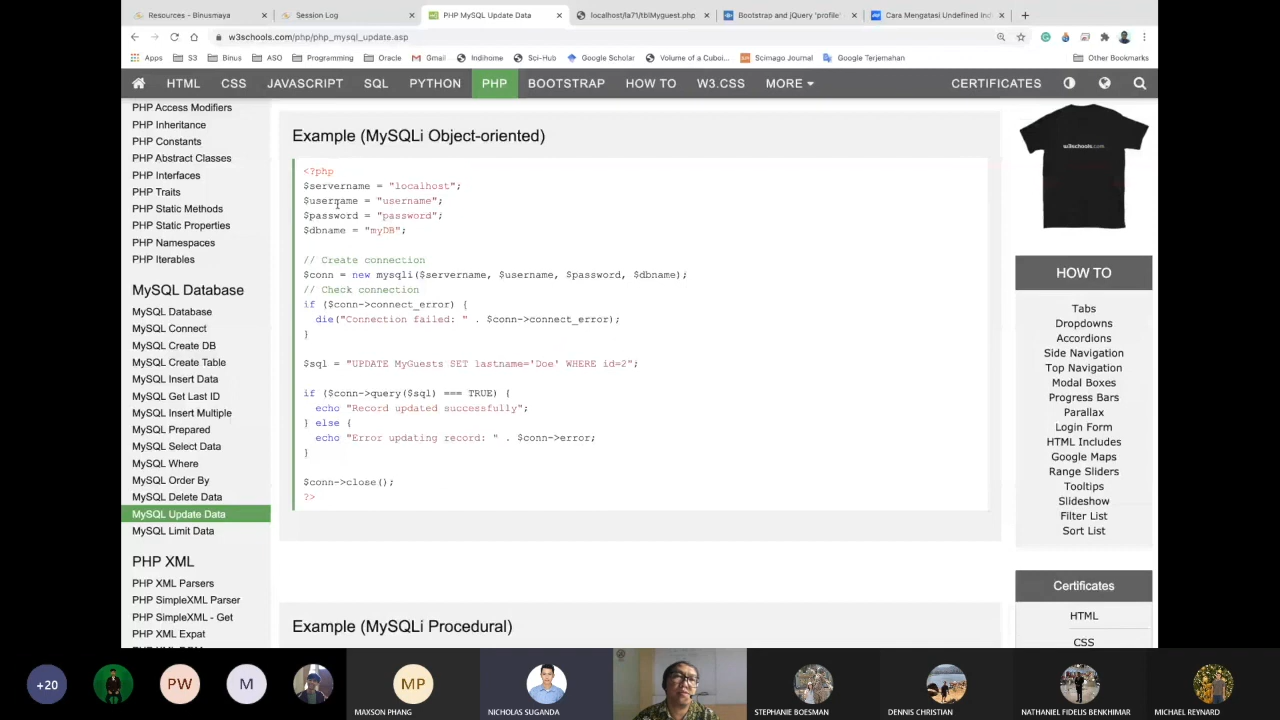 Resources - Binusmaya
Session Log
PHP MySQL Update Data
localhost/la71/tblMyguest.php
Bootstrap and jQuery 'profile'
Cara Mengatasi Undefined Ind
w3schools.com/php/php_mysql_update.asp
Apps
S3
Binus
ASO
Programming
Oracle
Gmail
Indihome
Sci-Hub
Google Scholar
Volume of a Cuboi...
Scimago Journal
Google Terjemahan
Other Bookmarks
HTML
CSS
JAVASCRIPT
SQL
PYTHON
PHP
BOOTSTRAP
HOW TO
W3.CSS
MORE
CERTIFICATES
PHP Access Modifiers
PHP Inheritance
PHP Constants
PHP Abstract Classes
PHP Interfaces
PHP Traits
PHP Static Methods
PHP Static Properties
PHP Namespaces
PHP Iterables
MySQL Database
MySQL Database
MySQL Connect
MySQL Create DB
MySQL Create Table
MySQL Insert Data
MySQL Get Last ID
MySQL Insert Multiple
MySQL Prepared
MySQL Select Data
MySQL Where
MySQL Order By
MySQL Delete Data
MySQL Update Data
MySQL Limit Data
PHP XML
PHP XML Parsers
PHP SimpleXML Parser
PHP SimpleXML - Get
PHP XML Expat
Example (MySQLi Object-oriented)
<?php
$servername = "localhost";
$username = "username";
$password = "password";
$dbname = "myDB";
// Create connection
$conn = new mysqli($servername, $username, $password, $dbname);
// Check connection
if ($conn->connect_error) {
die("Connection failed: " . $conn->connect_error);
}
$sql = "UPDATE MyGuests SET lastname='Doe' WHERE id=2";
if ($conn->query($sql) === TRUE) {
echo "Record updated successfully";
} else {
echo "Error updating record: " . $conn->error;
}
$conn->close();
?>
Example (MySQLi Procedural)
w3schools.com
HOW TO
Tabs
Dropdowns
Accordions
Side Navigation
Top Navigation
Modal Boxes
Progress Bars
Parallax
Login Form
HTML Includes
Google Maps
Range Sliders
Tooltips
Slideshow
Filter List
Sort List
Certificates
HTML
CSS
+20
PW
M
MP
MAXSON PHANG
NICHOLAS SUGANDA
STEPHANIE BOESMAN
DENNIS CHRISTIAN
NATHANIEL FIDELIS BENKHIMAR
MICHAEL REYNARD